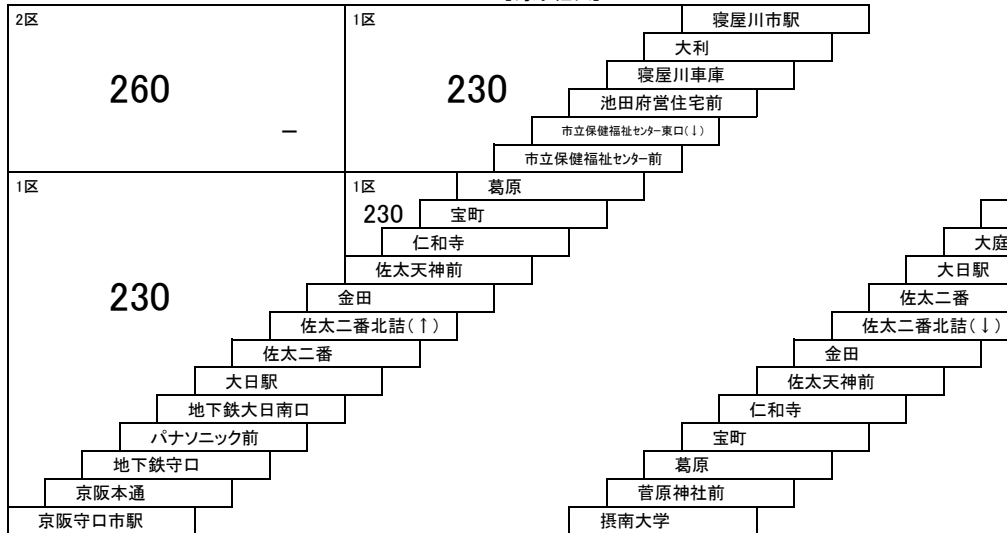 2区
1区
寝屋川市駅
大利
寝屋川車庫
260
230
池田府営住宅前
－
市立保健福祉センター東口(↓)
市立保健福祉センター前
1区
1区
葛原
230
宝町
仁和寺
大庭
佐太天神前
大日駅
230
金田
佐太二番
佐太二番北詰(↑)
佐太二番北詰(↓)
佐太二番
金田
大日駅
佐太天神前
地下鉄大日南口
仁和寺
パナソニック前
宝町
地下鉄守口
葛原
京阪本通
菅原神社前
京阪守口市駅
摂南大学